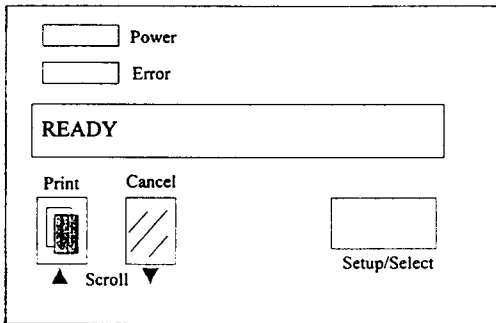 Power
Error
READY
Print Cancel
Setup/Select
Scroll